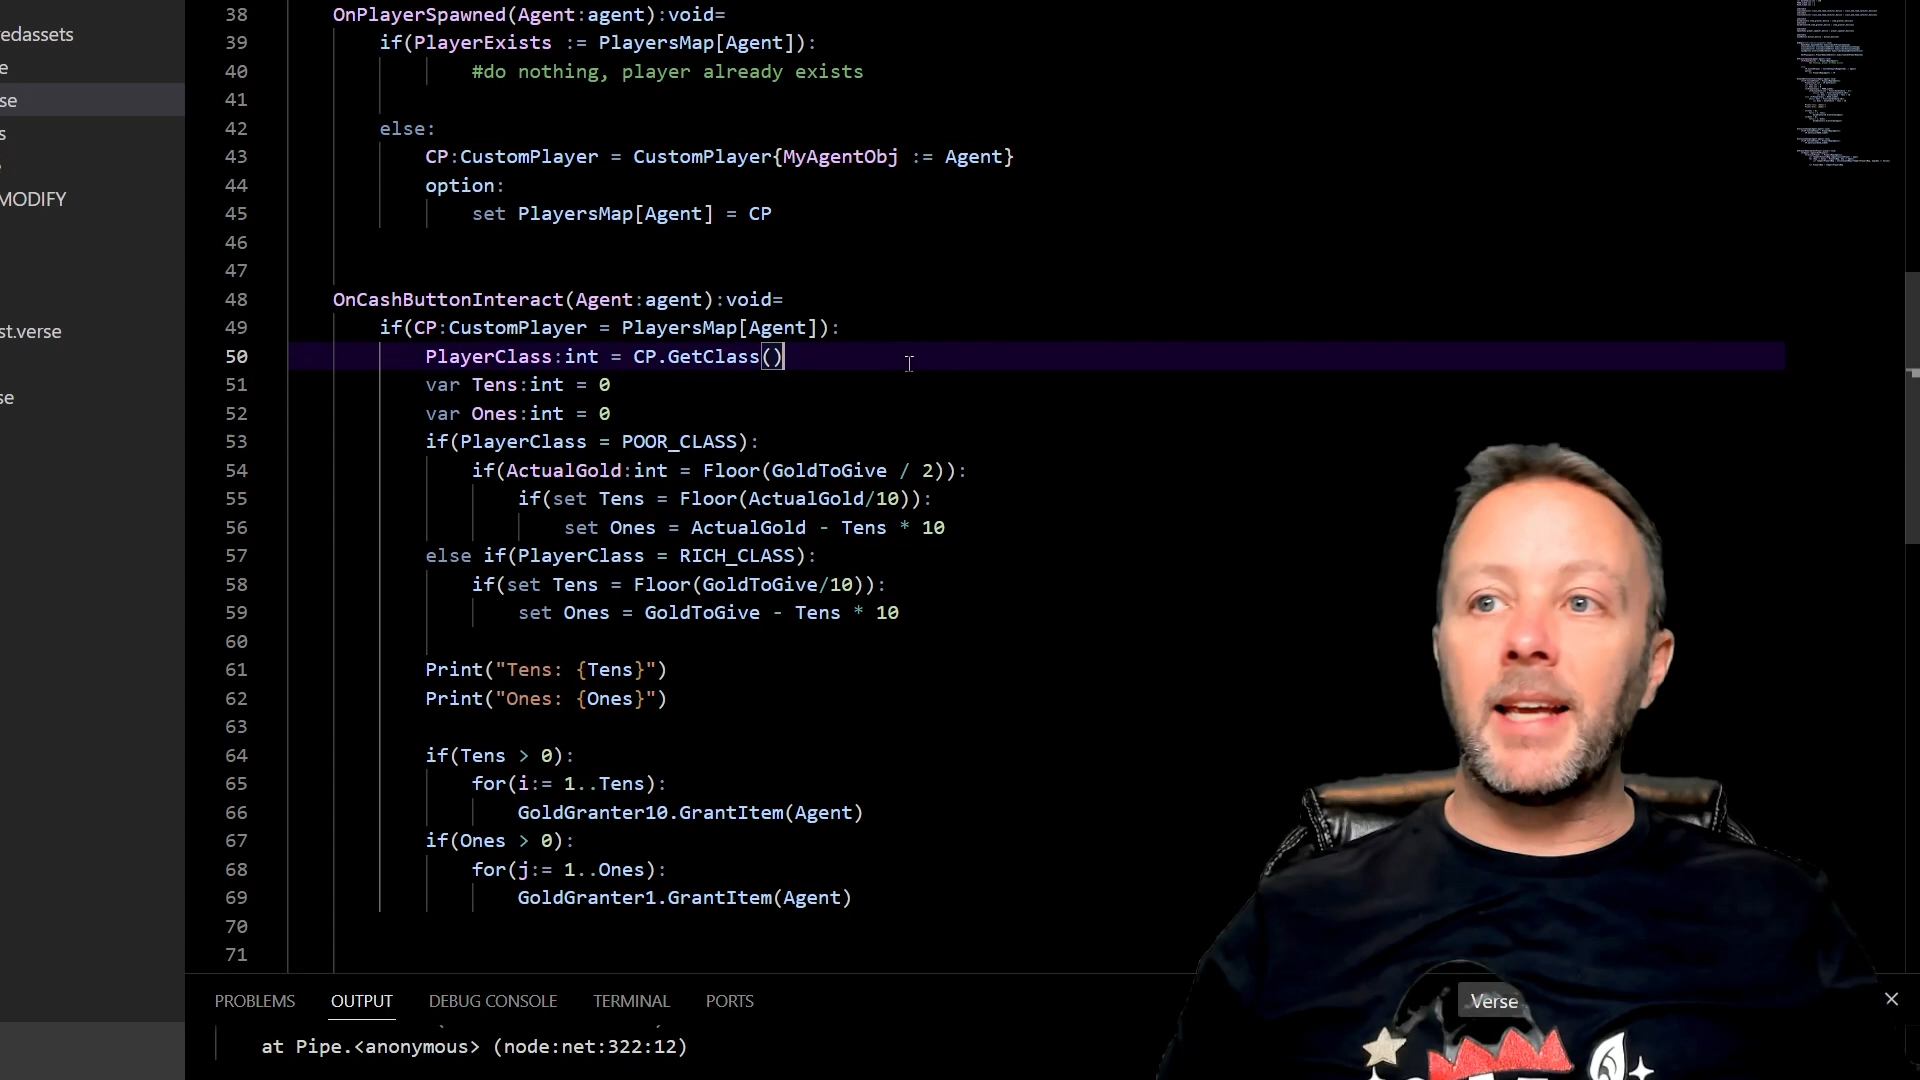 edassets
e
se
s
MODIFY
st.verse
se
38 OnPlayerSpawned(Agent:agent):void=
39 if(PlayerExists := PlayersMap[Agent]):
40 #do nothing, player already exists
41
42 else:
43 CP:CustomPlayer = CustomPlayer{MyAgentObj := Agent}
44 option:
45 set PlayersMap[Agent] = CP
46
47
48 OnCashButtonInteract(Agent:agent):void=
49 if(CP:CustomPlayer = PlayersMap[Agent]):
50 PlayerClass:int = CP.GetClass()
51 var Tens:int = 0
52 var Ones:int = 0
53 if(PlayerClass = POOR_CLASS):
54 if(ActualGold:int = Floor(GoldToGive / 2)):
55 if(set Tens = Floor(ActualGold/10)):
56 set Ones = ActualGold - Tens * 10
57 else if(PlayerClass = RICH_CLASS):
58 if(set Tens = Floor(GoldToGive/10)):
59 set Ones = GoldToGive - Tens * 10
60
61 Print("Tens: {Tens}")
62 Print("Ones: {Ones}")
63
64 if(Tens > 0):
65 for(i:= 1..Tens):
66 GoldGranter10.GrantItem(Agent)
67 if(Ones > 0):
68 for(j:= 1..Ones):
69 GoldGranter1.GrantItem(Agent)
70
71
PROBLEMS OUTPUT DEBUG CONSOLE TERMINAL PORTS Verse
at Pipe.<anonymous> (node:net:322:12)